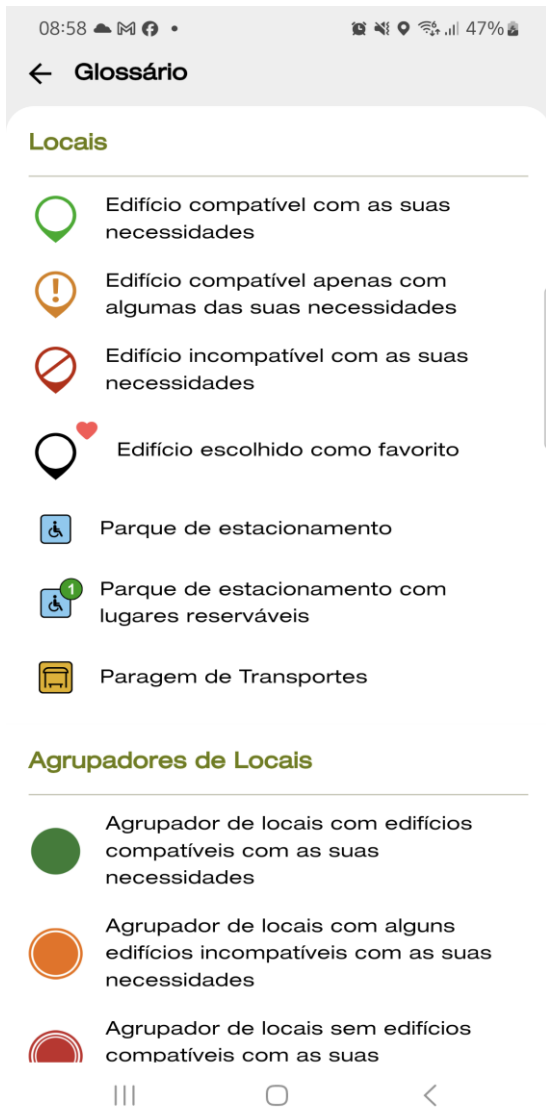 08:58
47%
Glossário
Locais
Edifício compatível com as suas
necessidades
Edifício compatível apenas com
algumas das suas necessidades
Edifício incompatível com as suas
necessidades
Edifício escolhido como favorito
Parque de estacionamento
1
Parque de estacionamento com
lugares reserváveis
Paragem de Transportes
Agrupadores de Locais
Agrupador de locais com edifícios
compatíveis com as suas
necessidades
Agrupador de locais com alguns
edifícios incompatíveis com as suas
necessidades
Agrupador de locais sem edifícios
compatíveis com as suas